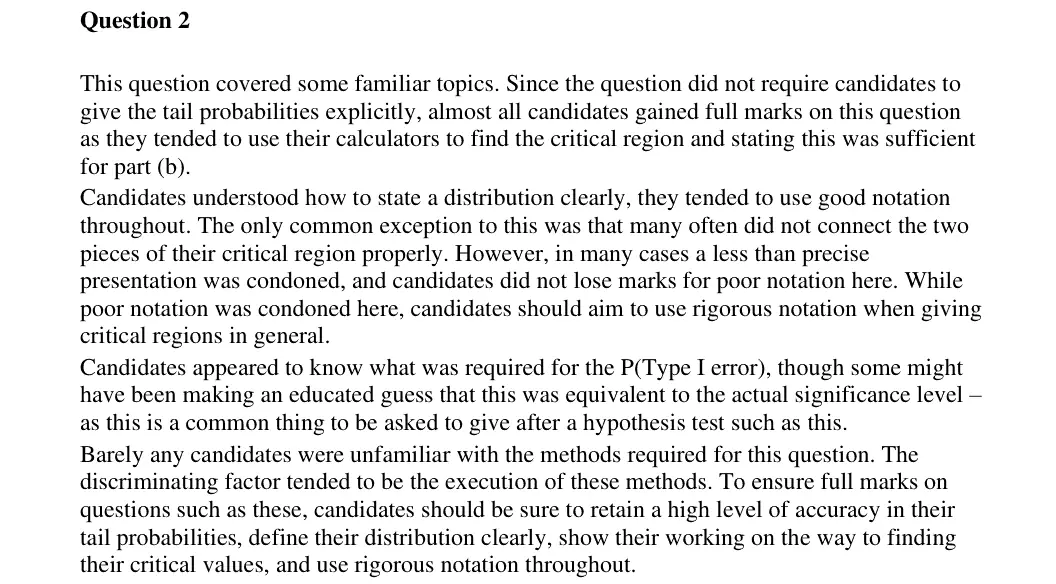 Question 2
This question covered some familiar topics. Since the question did not require candidates to
give the tail probabilities explicitly, almost all candidates gained full marks on this question
as they tended to use their calculators to find the critical region and stating this was sufficient
for part (b).
Candidates understood how to state a distribution clearly, they tended to use good notation
throughout. The only common exception to this was that many often did not connect the two
pieces of their critical region properly. However, in many cases a less than precise
presentation was condoned, and candidates did not lose marks for poor notation here. While
poor notation was condoned here, candidates should aim to use rigorous notation when giving
critical regions in general.
Candidates appeared to know what was required for the P(Type I error), though some might
have been making an educated guess that this was equivalent to the actual significance level –
as this is a common thing to be asked to give after a hypothesis test such as this.
Barely any candidates were unfamiliar with the methods required for this question. The
discriminating factor tended to be the execution of these methods. To ensure full marks on
questions such as these, candidates should be sure to retain a high level of accuracy in their
tail probabilities, define their distribution clearly, show their working on the way to finding
their critical values, and use rigorous notation throughout.